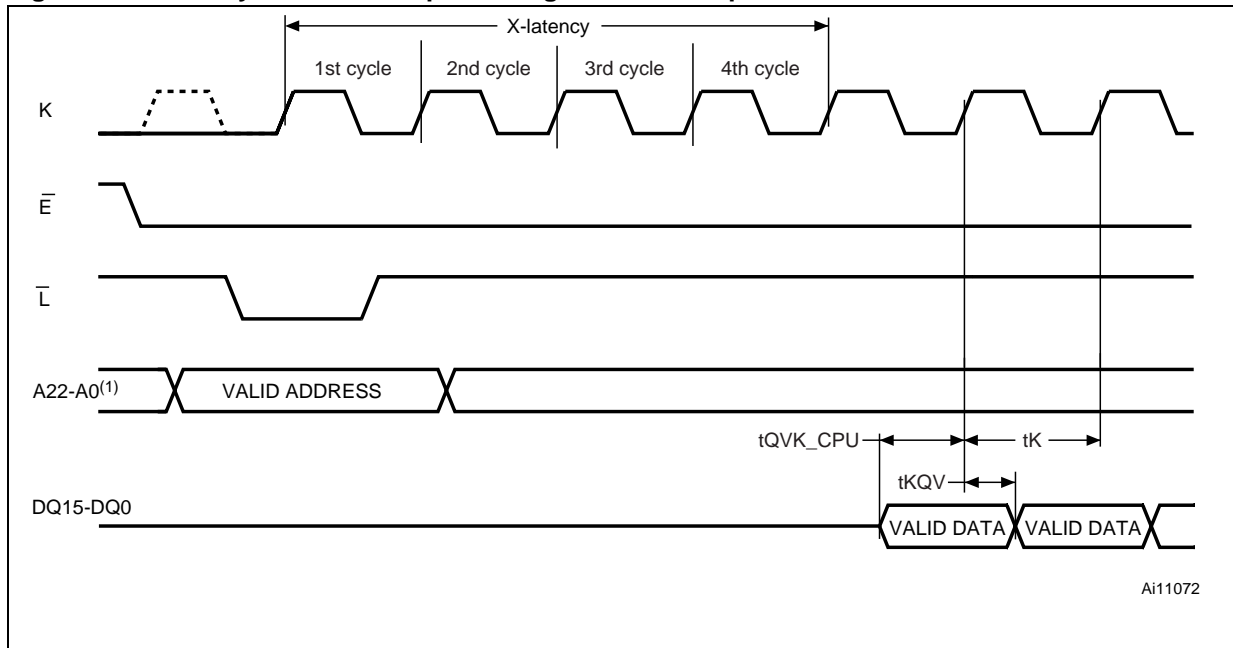 X-latency
1st cycle 2nd cycle 3rd cycle 4th cycle
K
E̅
L̅
A22-A0(1) VALID ADDRESS
tQVK_CPU tK
tKQV
DQ15-DQ0
VALID DATA VALID DATA
Ai11072